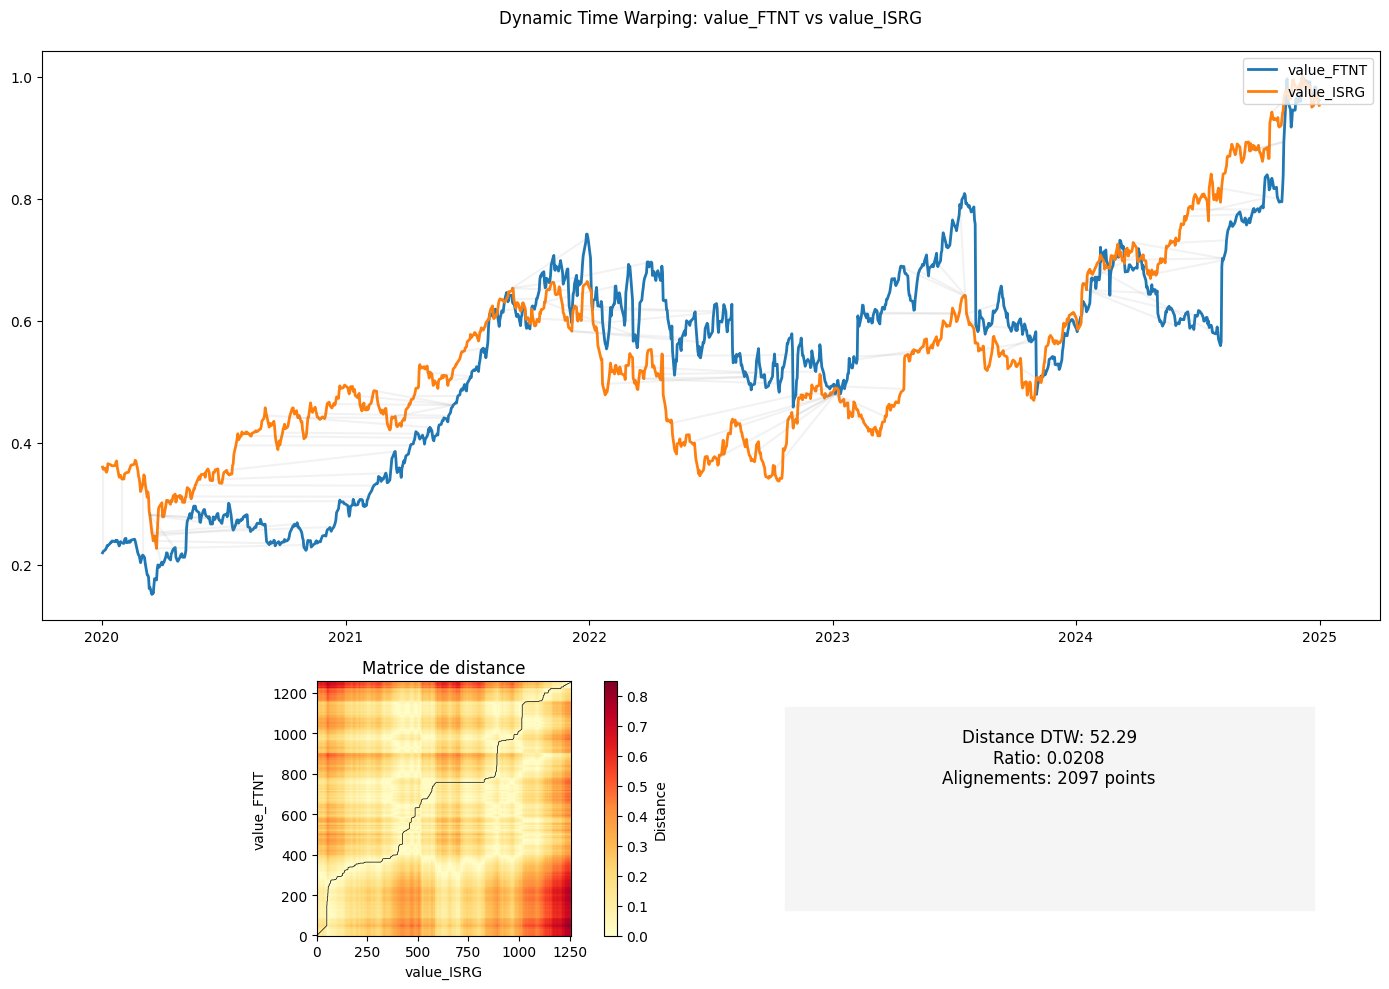 Dynamic Time Warping: value_FTNT vs value_ISRG
value_FTNT
value_ISRG
1.0
0.8
0.6
0.4
0.2
2020 2021 2022 2023 2024 2025
Matrice de distance
value_FTNT
1200
1000
800
600
400
200
0
0 250 500 750 1000 1250
value_ISRG
0.8
0.7
0.6
0.5
0.4
0.3
0.2
0.1
0.0
Distance
Distance DTW: 52.29
Ratio: 0.0208
Alignements: 2097 points